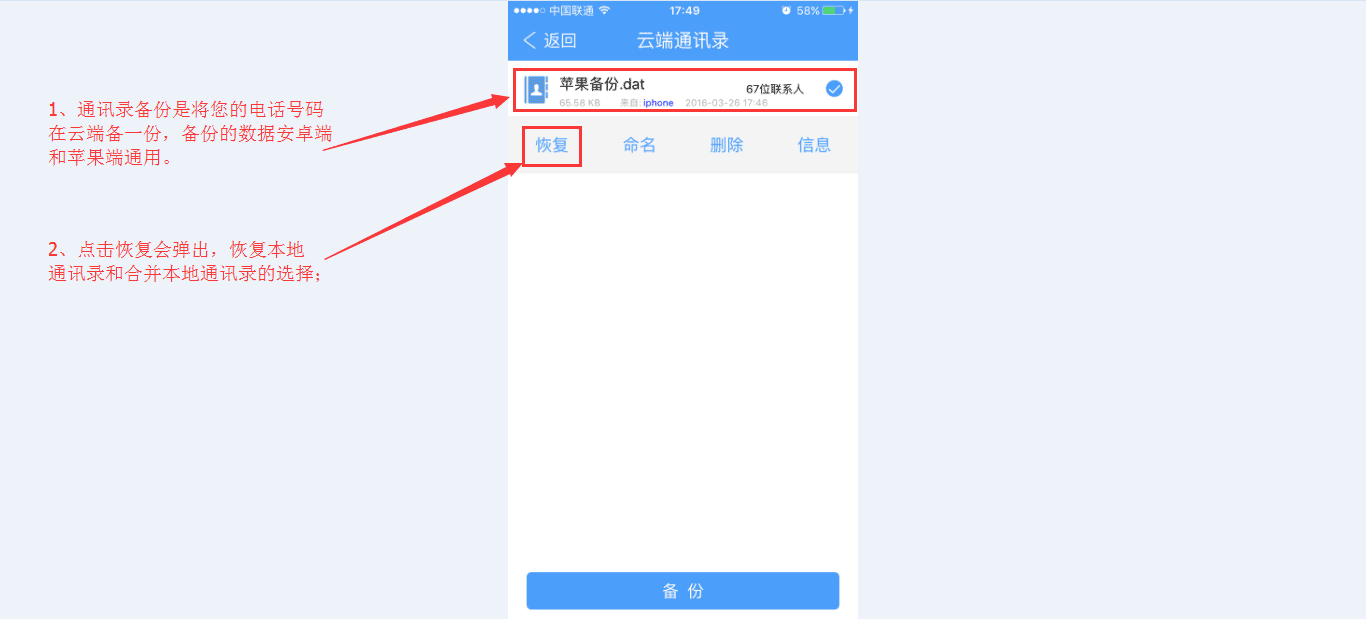 中国联通 17:49 58%
返回 云端通讯录
苹果备份.dat 67位联系人
65.58 KB 来自: iphone 2016-03-26 17:46
恢复 命名 删除 信息
1、通讯录备份是将您的电话号码
在云端备一份，备份的数据安卓端
和苹果端通用。
2、点击恢复会弹出，恢复本地
通讯录和合并本地通讯录的选择；
备 份